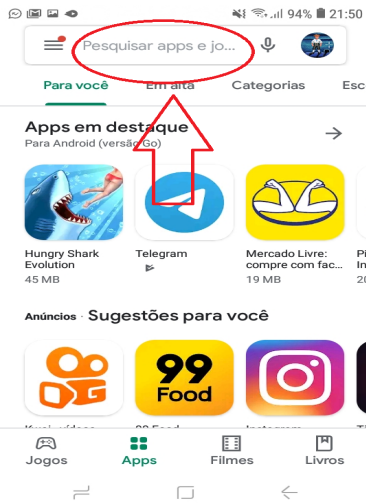 94% 21:50
Pesquisar apps e jo...
Para você Em alta Categorias Esc
Apps em destaque
Para Android (versão Go)
Hungry Shark Evolution
45 MB
Telegram
Mercado Livre: compre com fac...
19 MB
Anúncios · Sugestões para você
99
Food
Jogos Apps Filmes Livros